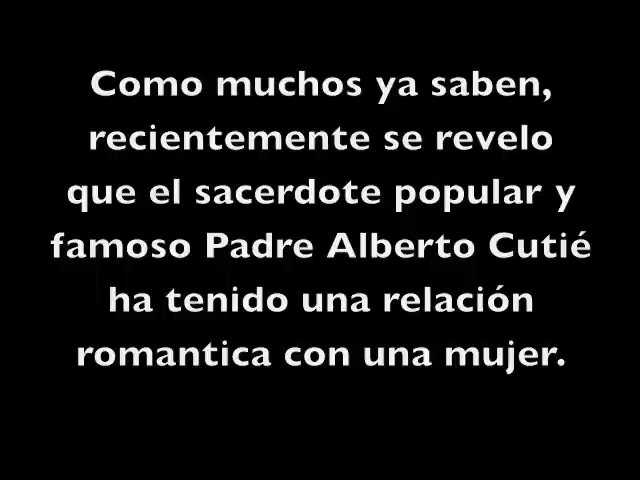 Como muchos ya saben,
recientemente se revelo
que el sacerdote popular y
famoso Padre Alberto Cutié
ha tenido una relación
romantica con una mujer.